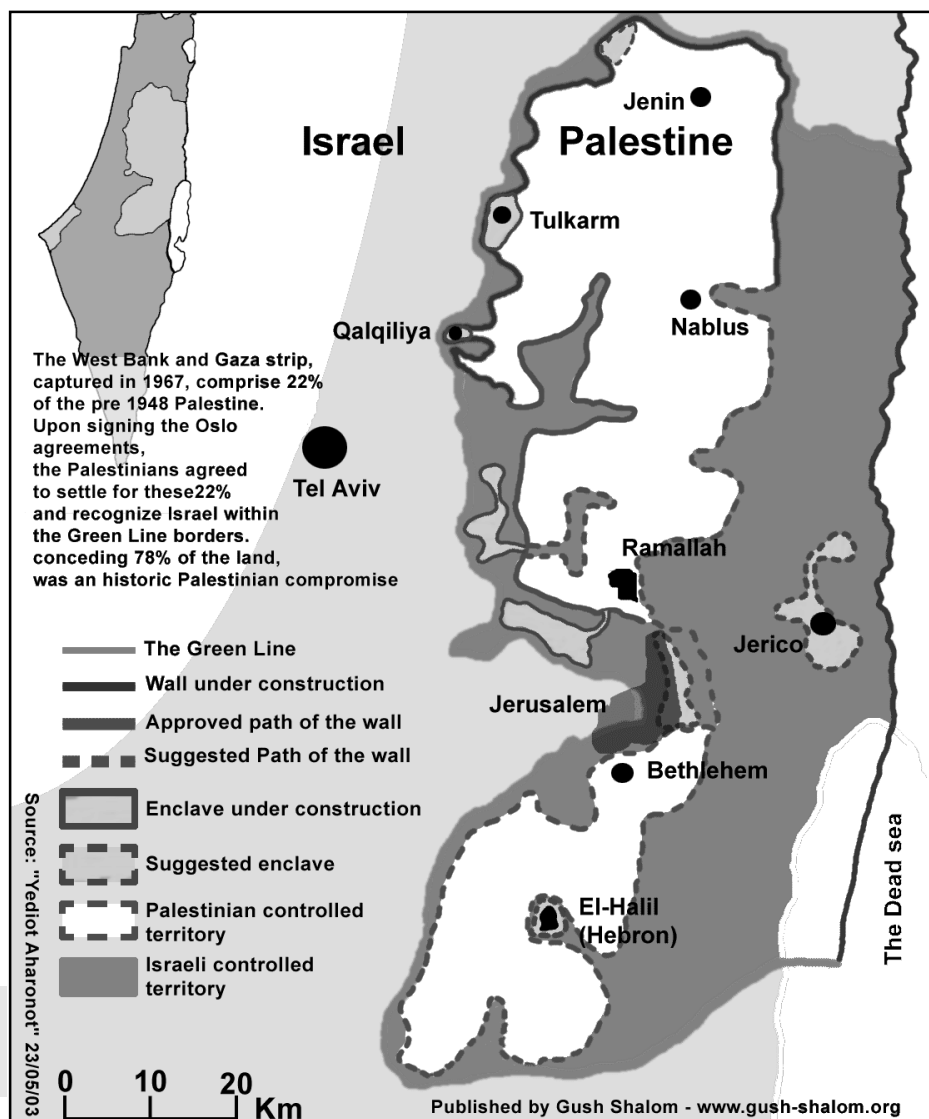 Jenin
Israel
Palestine
Tulkarm
Qalqiliya
Nablus
The West Bank and Gaza strip,
captured in 1967, comprise 22%
of the pre 1948 Palestine.
Upon signing the Oslo
agreements,
the Palestinians agreed
to settle for these22%
and recognize Israel within
the Green Line borders.
conceding 78% of the land,
was an historic Palestinian compromise
Tel Aviv
Ramallah
Jerico
Jerusalem
Bethlehem
El-Halil
(Hebron)
The Dead sea
The Green Line
Wall under construction
Approved path of the wall
Suggested Path of the wall
Enclave under construction
Suggested enclave
Palestinian controlled
territory
Israeli controlled
territory
Source: "Yediot Aharonot" 23/05/03
0 10 20
Km
Published by Gush Shalom - www.gush-shalom.org